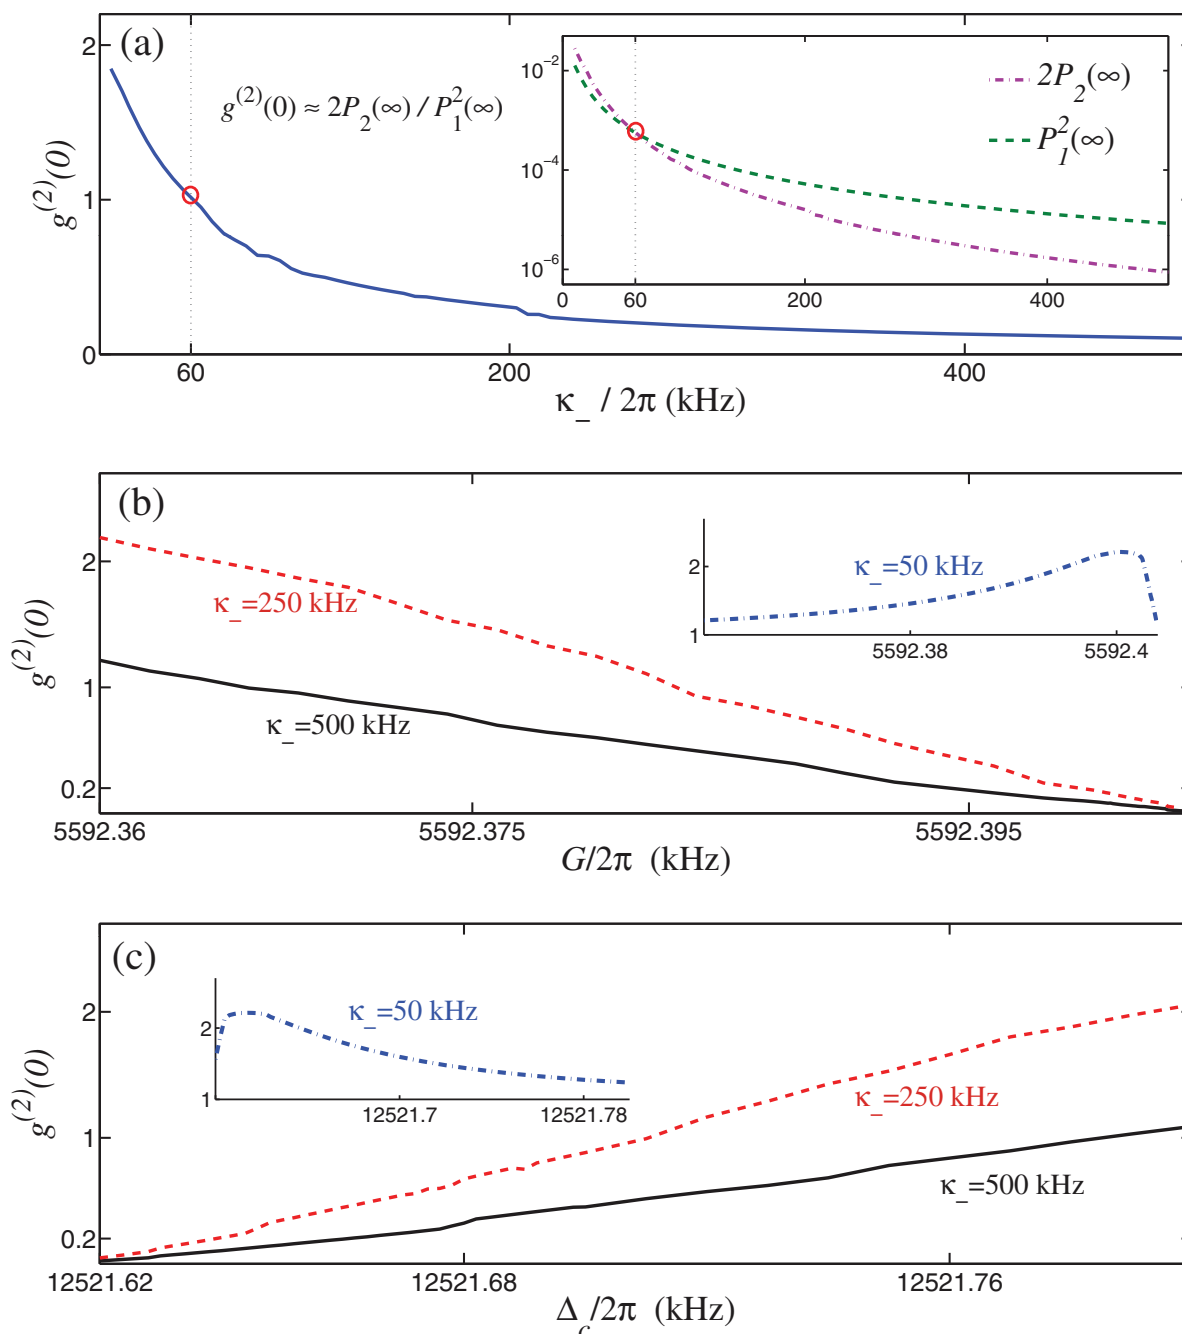 (a)
g^(2)(0) ≈ 2P_2(∞) / P_1^2(∞)
g^(2)(0)
2
1
0
60
200
400
κ_− / 2π (kHz)
10^−2
10^−4
10^−6
0
60
200
400
2P_2(∞)
P_1^2(∞)
(b)
g^(2)(0)
2
1
0.2
κ_−=250 kHz
κ_−=500 kHz
2
1
κ_−=50 kHz
5592.38
5592.4
5592.36
5592.375
5592.395
G/2π (kHz)
(c)
g^(2)(0)
2
1
0.2
2
1
κ_−=50 kHz
12521.7
12521.78
κ_−=250 kHz
κ_−=500 kHz
12521.62
12521.68
12521.76
Δ_c/2π (kHz)